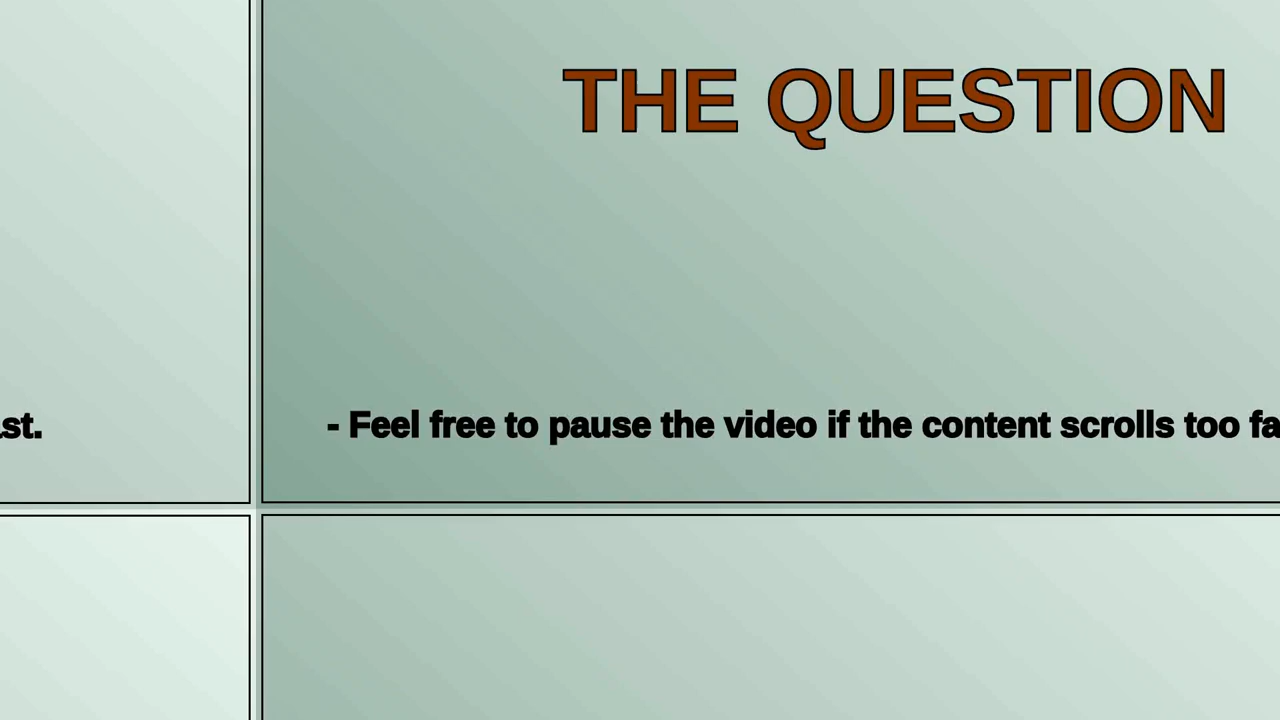 THE QUESTION
st.
- Feel free to pause the video if the content scrolls too fa